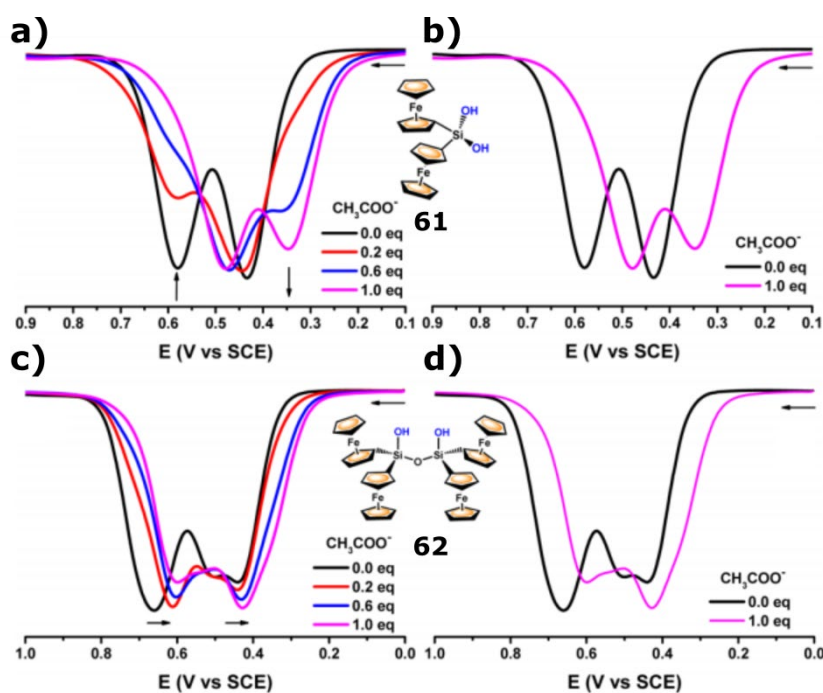 a)
b)
Fe
OH
Si
OH
Fe
61
CH₃COO⁻
0.0 eq
0.2 eq
0.6 eq
1.0 eq
CH₃COO⁻
0.0 eq
1.0 eq
0.9 0.8 0.7 0.6 0.5 0.4 0.3 0.2 0.1
0.9 0.8 0.7 0.6 0.5 0.4 0.3 0.2 0.1
E (V vs SCE)
E (V vs SCE)
c)
d)
OH OH
Fe Fe
Si O Si
Fe Fe
62
CH₃COO⁻
0.0 eq
0.2 eq
0.6 eq
1.0 eq
CH₃COO⁻
0.0 eq
1.0 eq
1.0 0.8 0.6 0.4 0.2 0.0
1.0 0.8 0.6 0.4 0.2 0.0
E (V vs SCE)
E (V vs SCE)